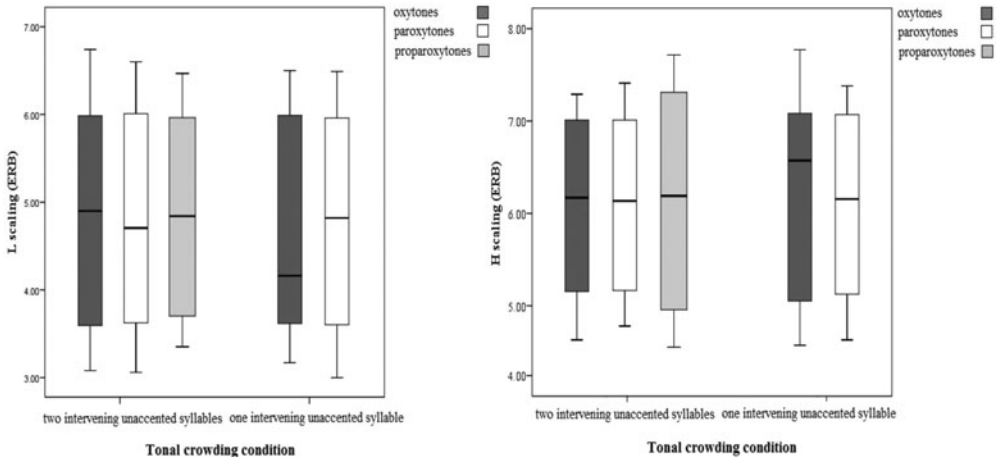 7.00
6.00
5.00
4.00
3.00
L scaling (ERB)
oxytones
paroxytones
proparoxytones
two intervening unaccented syllables
one intervening unaccented syllable
Tonal crowding condition
8.00
7.00
6.00
5.00
4.00
H scaling (ERB)
oxytones
paroxytones
proparoxytones
two intervening unaccented syllables
one intervening unaccented syllable
Tonal crowding condition